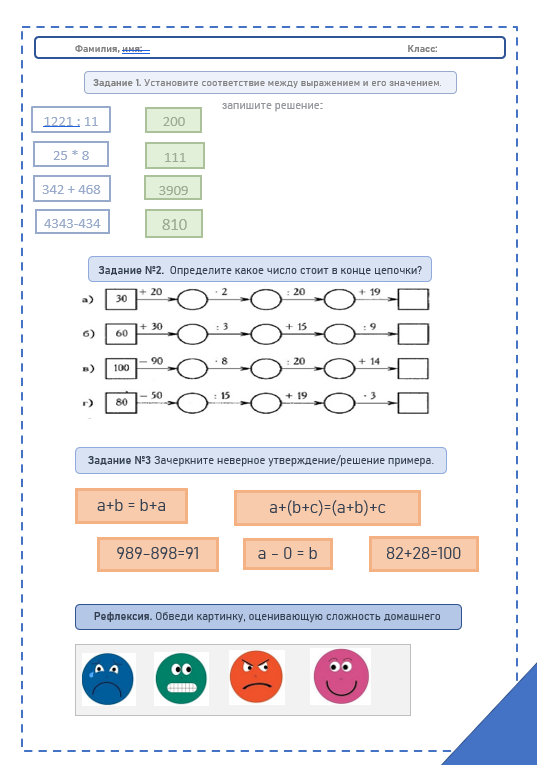 Фамилия, имя: Класс:
Задание 1. Установите соответствие между выражением и его значением.
запишите решение:
1221 : 11 200
25 * 8 111
342 + 468 3909
4343-434 810
Задание №2. Определите какое число стоит в конце цепочки?
а) 30 + 20 · 2 : 20 + 19
б) 60 + 30 : 3 + 15 : 9
в) 100 − 90 · 8 : 20 + 14
г) 80 − 50 : 15 + 19 · 3
Задание №3 Зачеркните неверное утверждение/решение примера.
a+b = b+a a+(b+c)=(a+b)+c
989-898=91 a - 0 = b 82+28=100
Рефлексия. Обведи картинку, оценивающую сложность домашнего